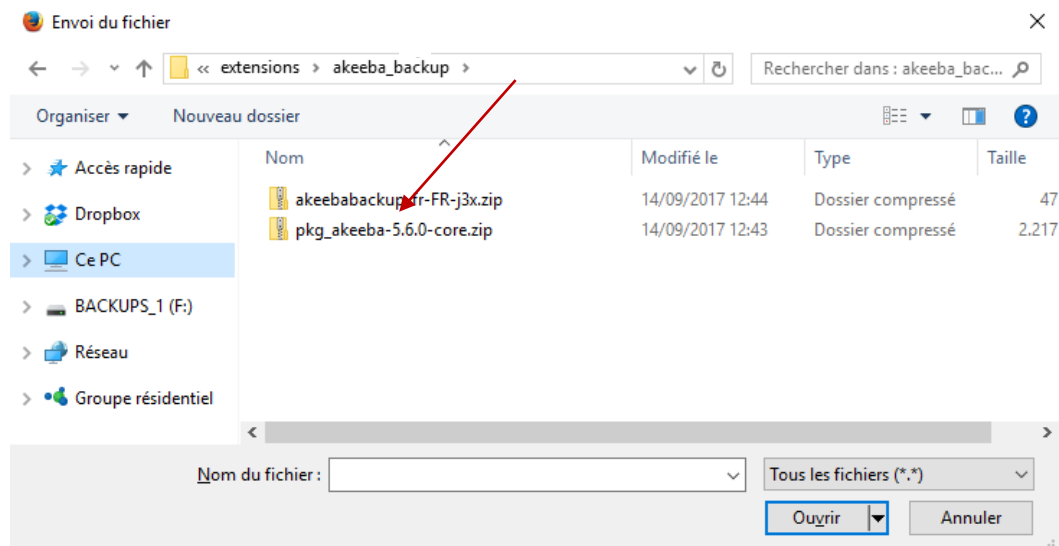 Envoi du fichier
« extensions > akeeba_backup >
Rechercher dans : akeeba_bac...
Organiser Nouveau dossier
Nom Modifié le Type Taille
akeebabackup-fr-FR-j3x.zip 14/09/2017 12:44 Dossier compressé 47
pkg_akeeba-5.6.0-core.zip 14/09/2017 12:43 Dossier compressé 2.217
Accès rapide
Dropbox
Ce PC
BACKUPS_1 (F:)
Réseau
Groupe résidentiel
Nom du fichier :
Tous les fichiers (*.*)
Ouvrir Annuler